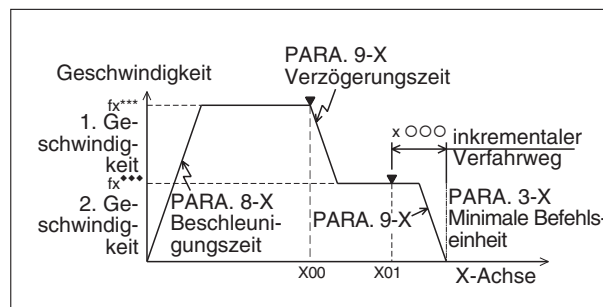 PARA. 9-X
Verzögerungszeit
Geschwindigkeit
fx***
1. Ge-
schwindig-
keit
x ○○○
inkrementaler
Verfahrweg
fx◆◆◆
2. Ge-
schwindig-
keit
PARA. 8-X
Beschleuni-
gungszeit
PARA. 9-X
PARA. 3-X
Minimale Befehls-
einheit
X00
X01
X-Achse